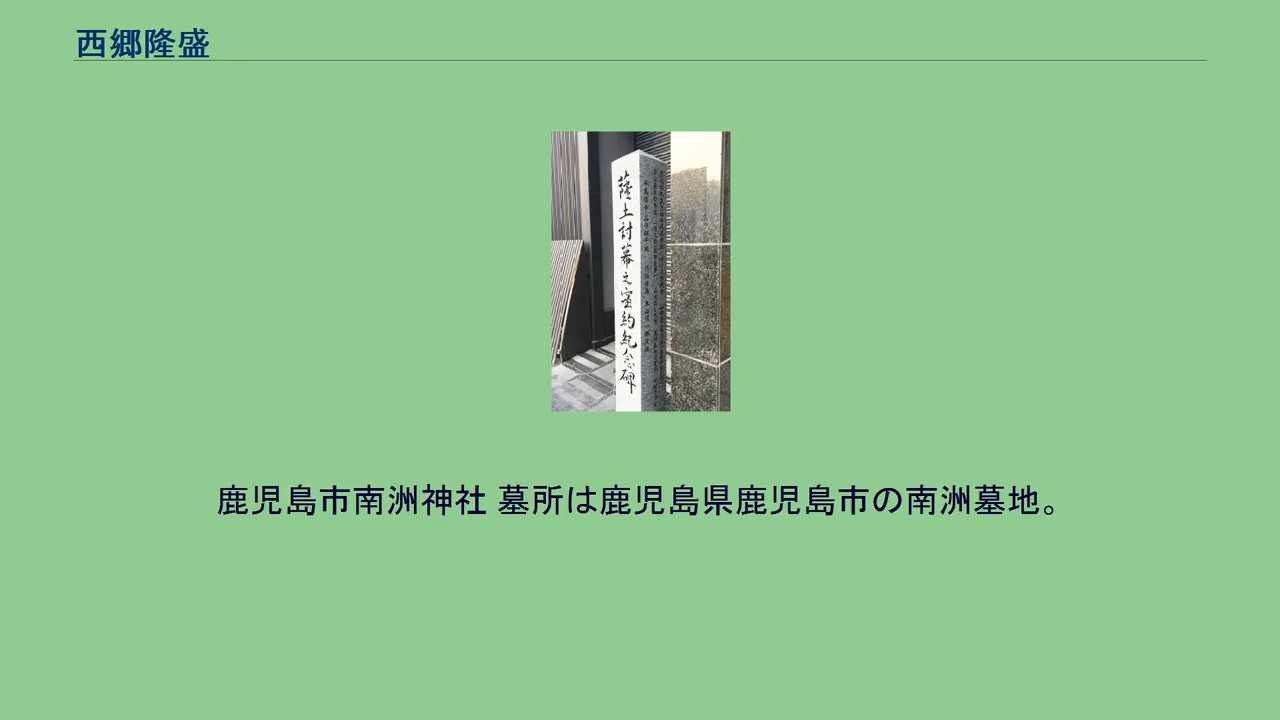 西郷隆盛
薩土討幕之密約紀念碑
鹿児島市南洲神社 墓所は鹿児島県鹿児島市の南洲墓地。